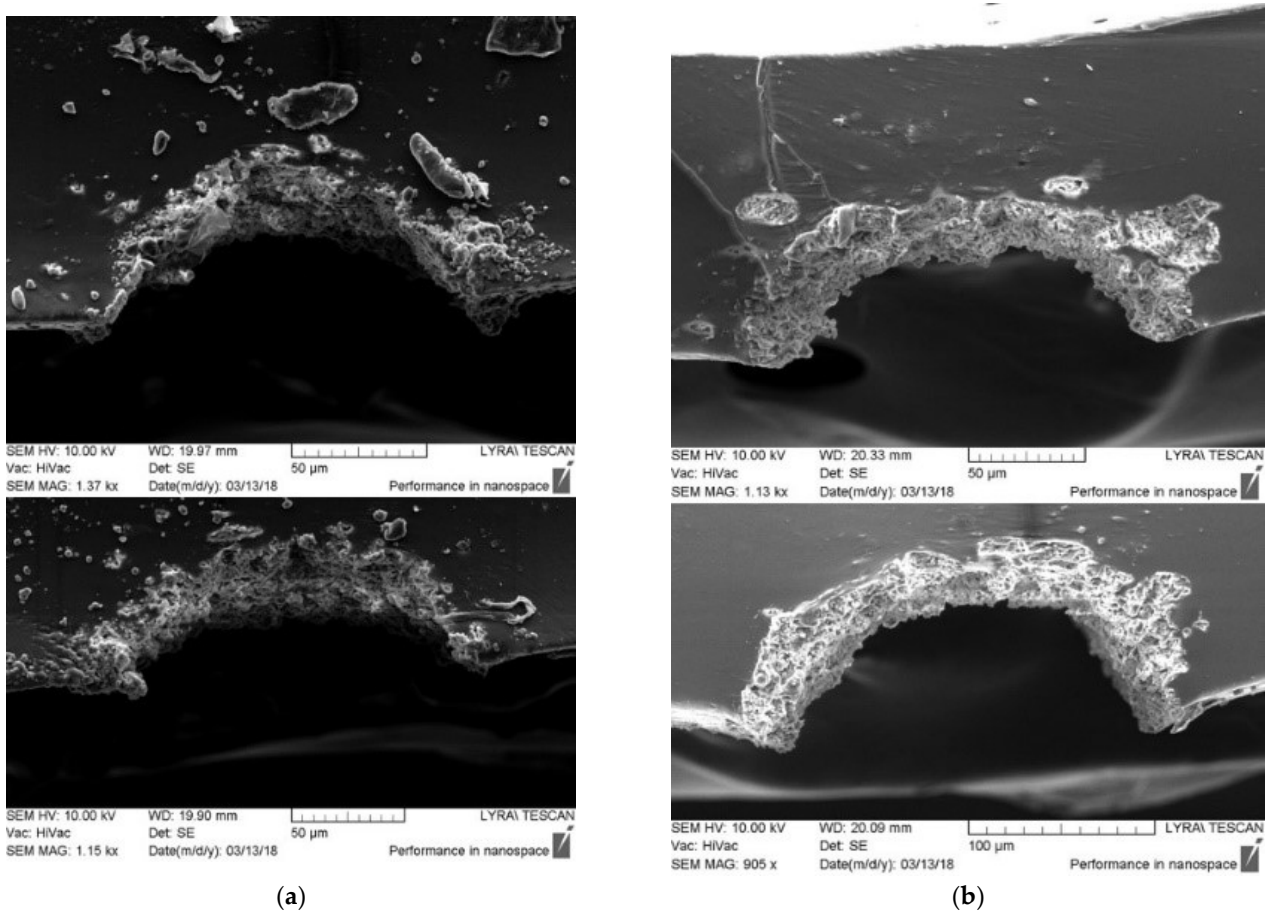 SEM HV: 10.00 kV WD: 19.97 mm LYRA\\ TESCAN
Vac: HiVac Det: SE 50 µm
SEM MAG: 1.37 kx Date(m/d/y): 03/13/18 Performance in nanospace
SEM HV: 10.00 kV WD: 19.90 mm LYRA\\ TESCAN
Vac: HiVac Det: SE 50 µm
SEM MAG: 1.15 kx Date(m/d/y): 03/13/18 Performance in nanospace
(a)
SEM HV: 10.00 kV WD: 20.33 mm LYRA\\ TESCAN
Vac: HiVac Det: SE 50 µm
SEM MAG: 1.13 kx Date(m/d/y): 03/13/18 Performance in nanospace
SEM HV: 10.00 kV WD: 20.09 mm LYRA\\ TESCAN
Vac: HiVac Det: SE 100 µm
SEM MAG: 905 x Date(m/d/y): 03/13/18 Performance in nanospace
(b)